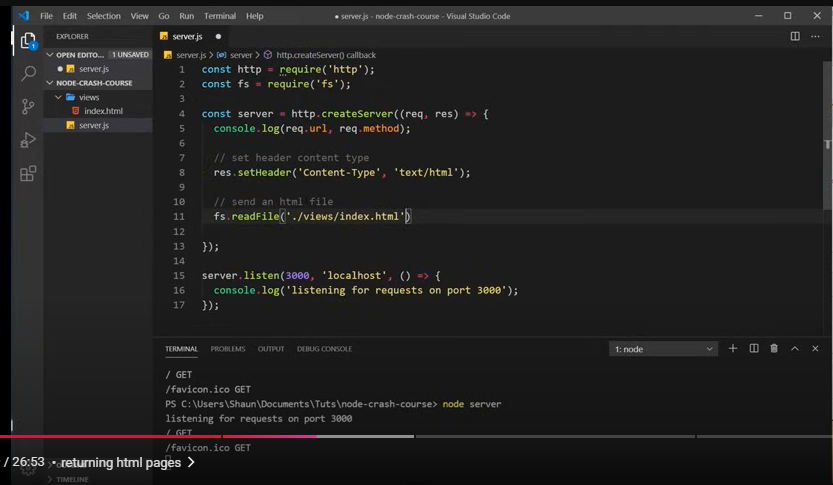 File Edit Selection View Go Run Terminal Help
● server.js - node-crash-course - Visual Studio Code
EXPLORER
OPEN EDITO... 1 UNSAVED
● JS server.js
NODE-CRASH-COURSE
views
index.html
JS server.js
TIMELINE
1
JS server.js ●
JS server.js > server > http.createServer() callback
1 const http = require('http');
2 const fs = require('fs');
3
4 const server = http.createServer((req, res) => {
5 console.log(req.url, req.method);
6
7 // set header content type
8 res.setHeader('Content-Type', 'text/html');
9
10 // send an html file
11 fs.readFile('./views/index.html')
12
13 });
14
15 server.listen(3000, 'localhost', () => {
16 console.log('listening for requests on port 3000');
17 });
TERMINAL PROBLEMS OUTPUT DEBUG CONSOLE
1: node
/ GET
/favicon.ico GET
PS C:\Users\Shaun\Documents\Tuts\node-crash-course> node server
listening for requests on port 3000
/ GET
/favicon.ico GET
/ 26:53 • returning html pages >